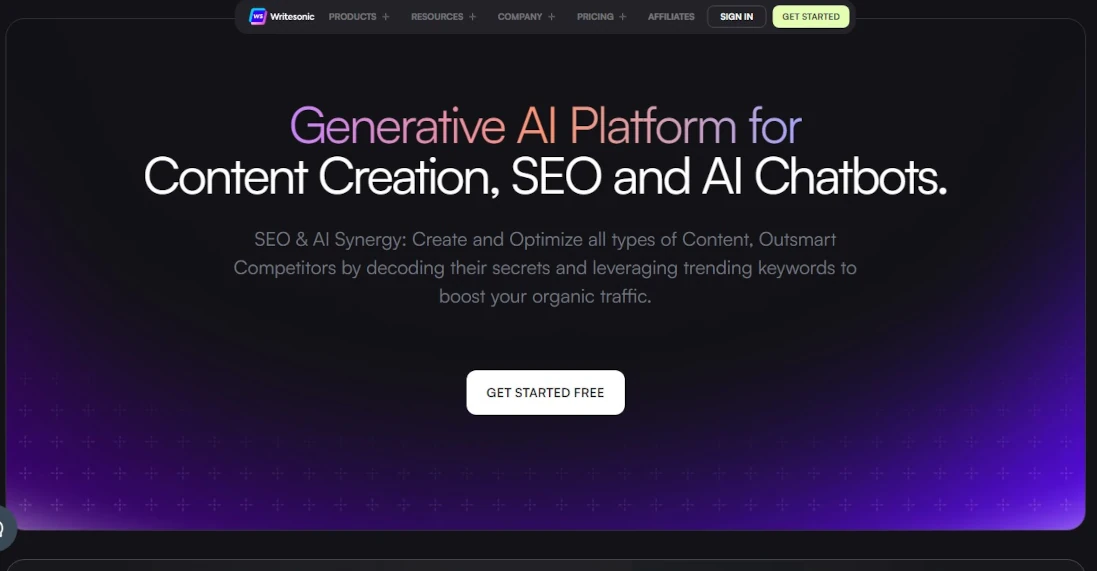 WS Writesonic PRODUCTS + RESOURCES + COMPANY + PRICING + AFFILIATES SIGN IN GET STARTED
Generative AI Platform for
Content Creation, SEO and AI Chatbots.
SEO & AI Synergy: Create and Optimize all types of Content, Outsmart
Competitors by decoding their secrets and leveraging trending keywords to
boost your organic traffic.
GET STARTED FREE